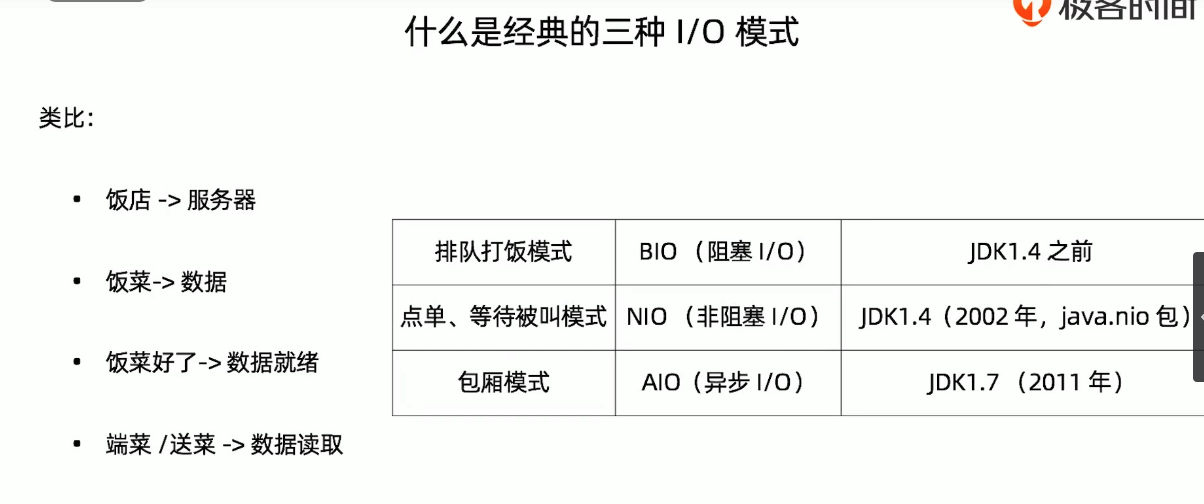 极客时间
什么是经典的三种 I/O 模式
类比：
▪ 饭店 -> 服务器
▪ 饭菜-> 数据
▪ 饭菜好了-> 数据就绪
▪ 端菜 /送菜 -> 数据读取
排队打饭模式 BIO （阻塞 I/O） JDK1.4 之前
点单、等待被叫模式 NIO （非阻塞 I/O） JDK1.4（2002 年，java.nio 包）
包厢模式 AIO（异步 I/O） JDK1.7 （2011 年）